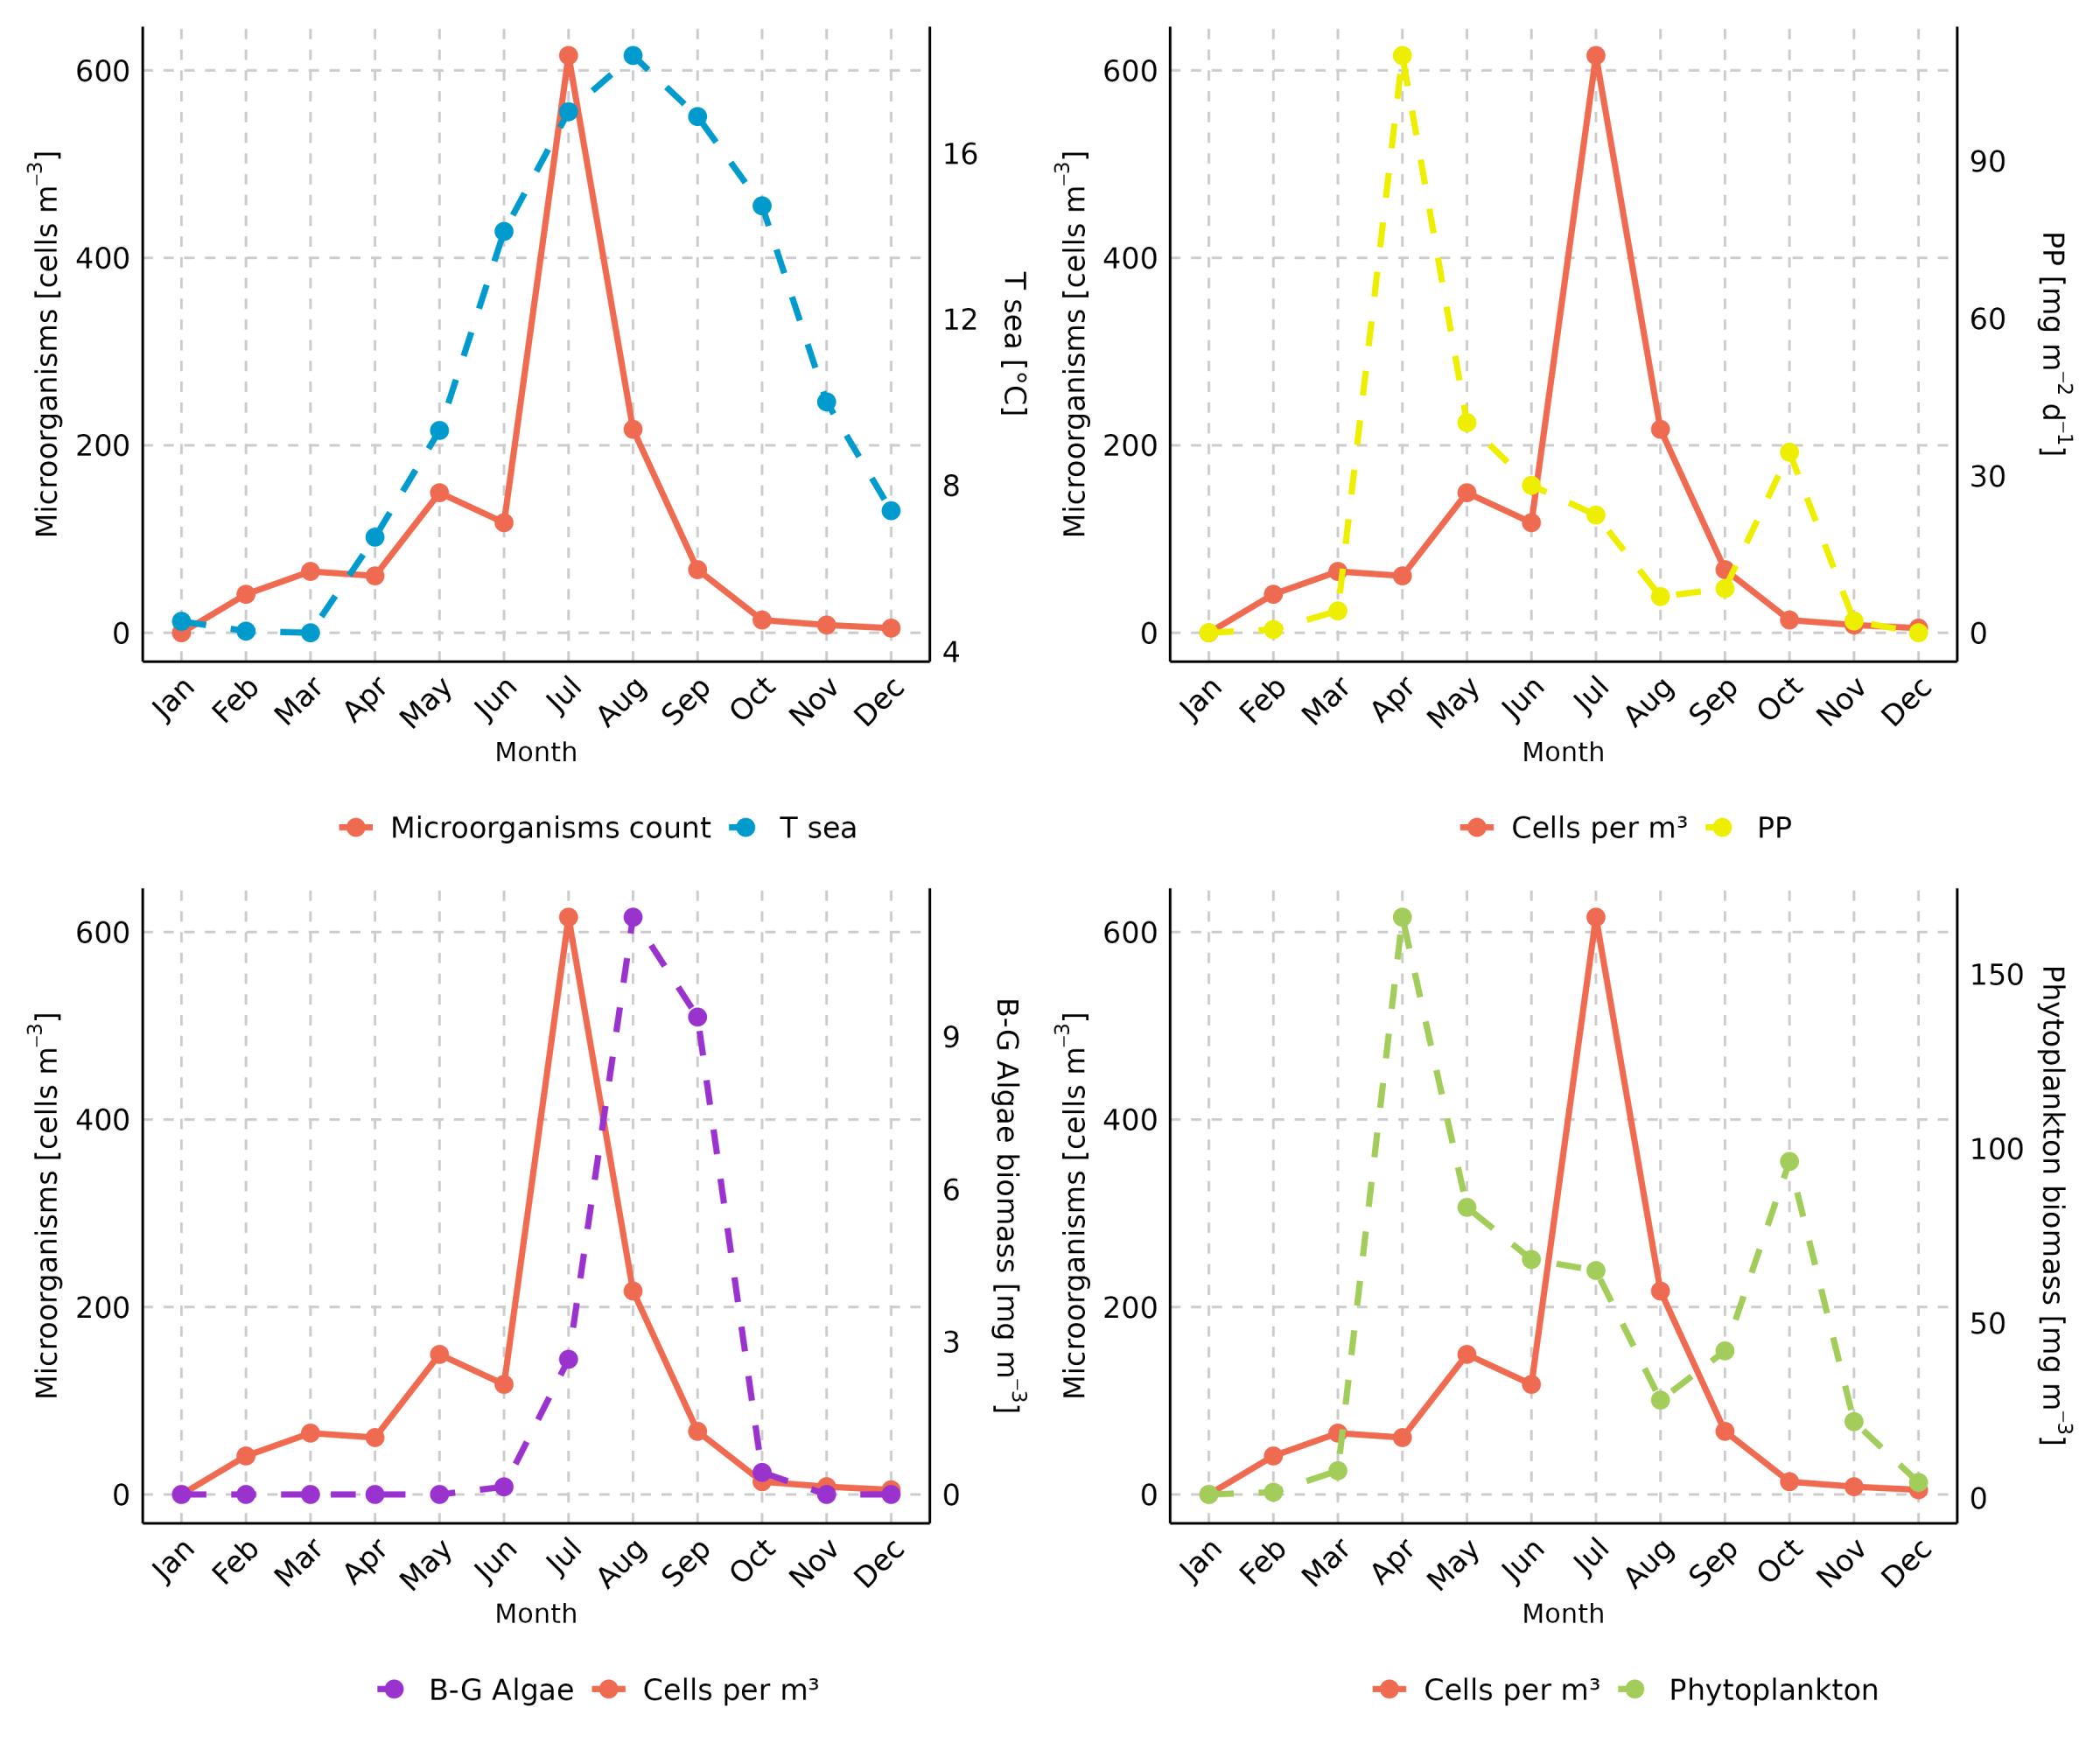 Microorganisms [cells m⁻³]
600
400
200
0
16
12
8
4
T sea [°C]
Jan Feb Mar Apr May Jun Jul Aug Sep Oct Nov Dec
Month
Microorganisms count T sea
Microorganisms [cells m⁻³]
600
400
200
0
90
60
30
0
PP [mg m⁻² d⁻¹]
Jan Feb Mar Apr May Jun Jul Aug Sep Oct Nov Dec
Month
Cells per m³ PP
Microorganisms [cells m⁻³]
600
400
200
0
9
6
3
0
B-G Algae biomass [mg m⁻³]
Jan Feb Mar Apr May Jun Jul Aug Sep Oct Nov Dec
Month
B-G Algae Cells per m³
Microorganisms [cells m⁻³]
600
400
200
0
150
100
50
0
Phytoplankton biomass [mg m⁻³]
Jan Feb Mar Apr May Jun Jul Aug Sep Oct Nov Dec
Month
Cells per m³ Phytoplankton